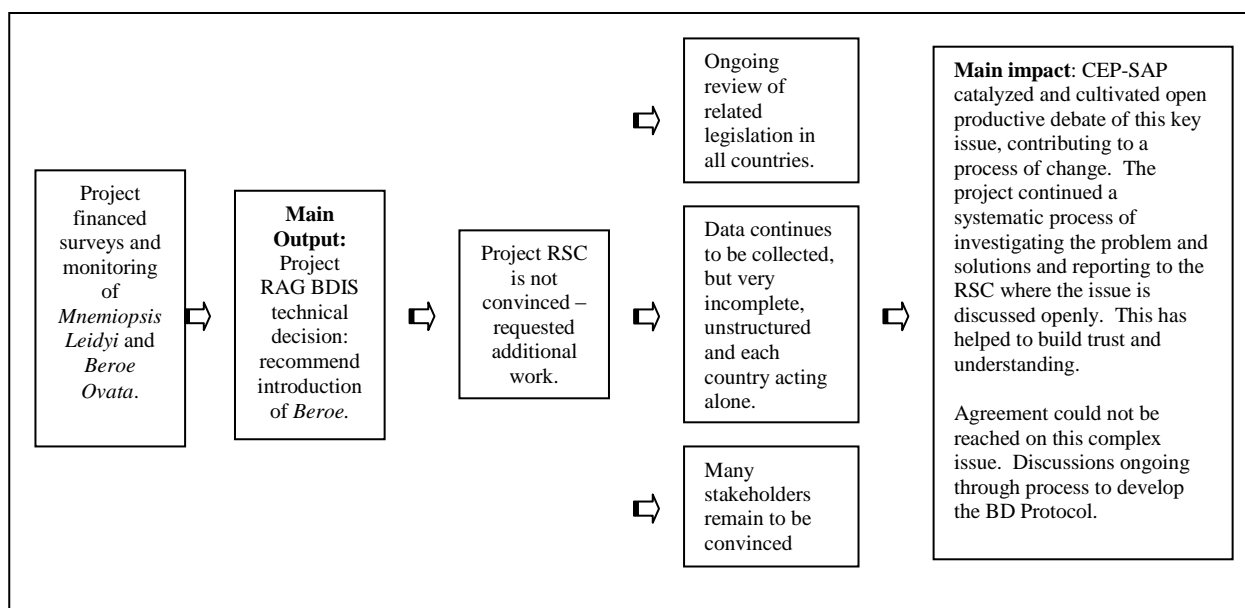 Project
financed
surveys and
monitoring
of
Mnemiopsis
Leidyi and
Beroe
Ovata.
Main
Output:
Project
RAG BDIS
technical
decision:
recommend
introduction
of Beroe.
Project RSC
is not
convinced –
requested
additional
work.
Ongoing
review of
related
legislation in
all countries.
Data continues
to be collected,
but very
incomplete,
unstructured
and each
country acting
alone.
Many
stakeholders
remain to be
convinced
Main impact: CEP-SAP
catalyzed and cultivated open
productive debate of this key
issue, contributing to a
process of change. The
project continued a
systematic process of
investigating the problem and
solutions and reporting to the
RSC where the issue is
discussed openly. This has
helped to build trust and
understanding.
Agreement could not be
reached on this complex
issue. Discussions ongoing
through process to develop
the BD Protocol.